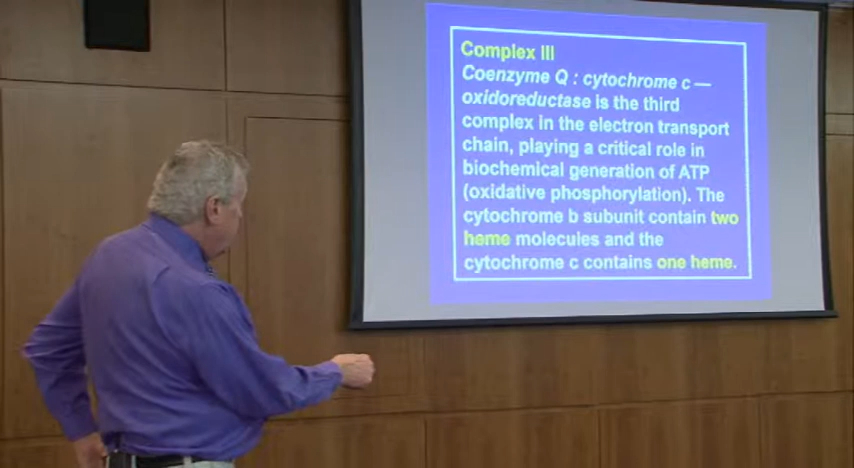 Complex III
Coenzyme Q : cytochrome c —
oxidoreductase is the third
complex in the electron transport
chain, playing a critical role in
biochemical generation of ATP
(oxidative phosphorylation). The
cytochrome b subunit contain two
heme molecules and the
cytochrome c contains one heme.